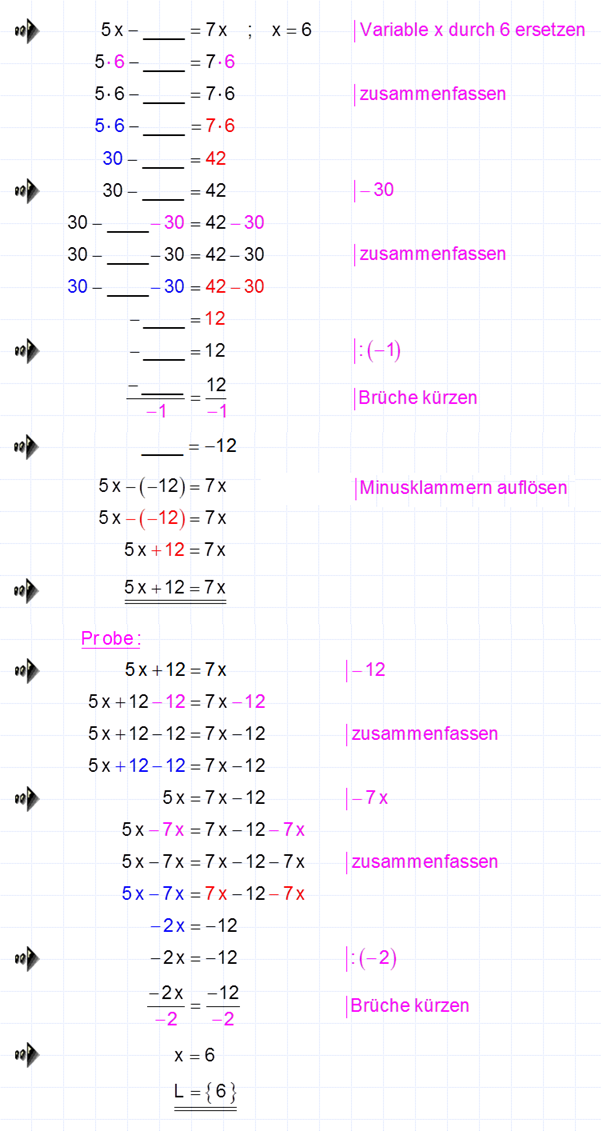 5x − ____ = 7x ; x = 6 |Variable x durch 6 ersetzen
5·6 − ____ = 7·6
5·6 − ____ = 7·6 |zusammenfassen
5·6 − ____ = 7·6
30 − ____ = 42
30 − ____ = 42 |−30
30 − ____ −30 = 42 −30
30 − ____ −30 = 42 −30 |zusammenfassen
30 − ____ −30 = 42 −30
− ____ = 12
− ____ = 12 |:(−1)
− ____ / −1 = 12 / −1 |Brüche kürzen
____ = −12
5x −(−12) = 7x |Minusklammern auflösen
5x −(−12) = 7x
5x +12 = 7x
5x +12 = 7x
Probe:
5x +12 = 7x |−12
5x +12 −12 = 7x −12
5x +12 −12 = 7x −12 |zusammenfassen
5x +12 −12 = 7x −12
5x = 7x −12 |−7x
5x −7x = 7x −12 −7x
5x −7x = 7x −12 −7x |zusammenfassen
5x −7x = 7x −12 −7x
−2x = −12
−2x = −12 |:(−2)
−2x / −2 = −12 / −2 |Brüche kürzen
x = 6
L = {6}